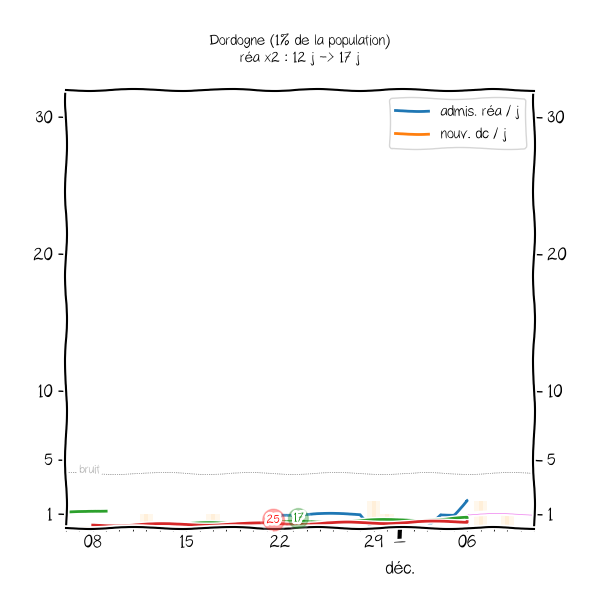 Dordogne (1% de la population)
réa x2 : 12 j -> 17 j
admis. réa / j
nouv. dc / j
30
30
20
20
10
10
5
5
bruit
1
1
25
17
08
15
22
29
06
déc.